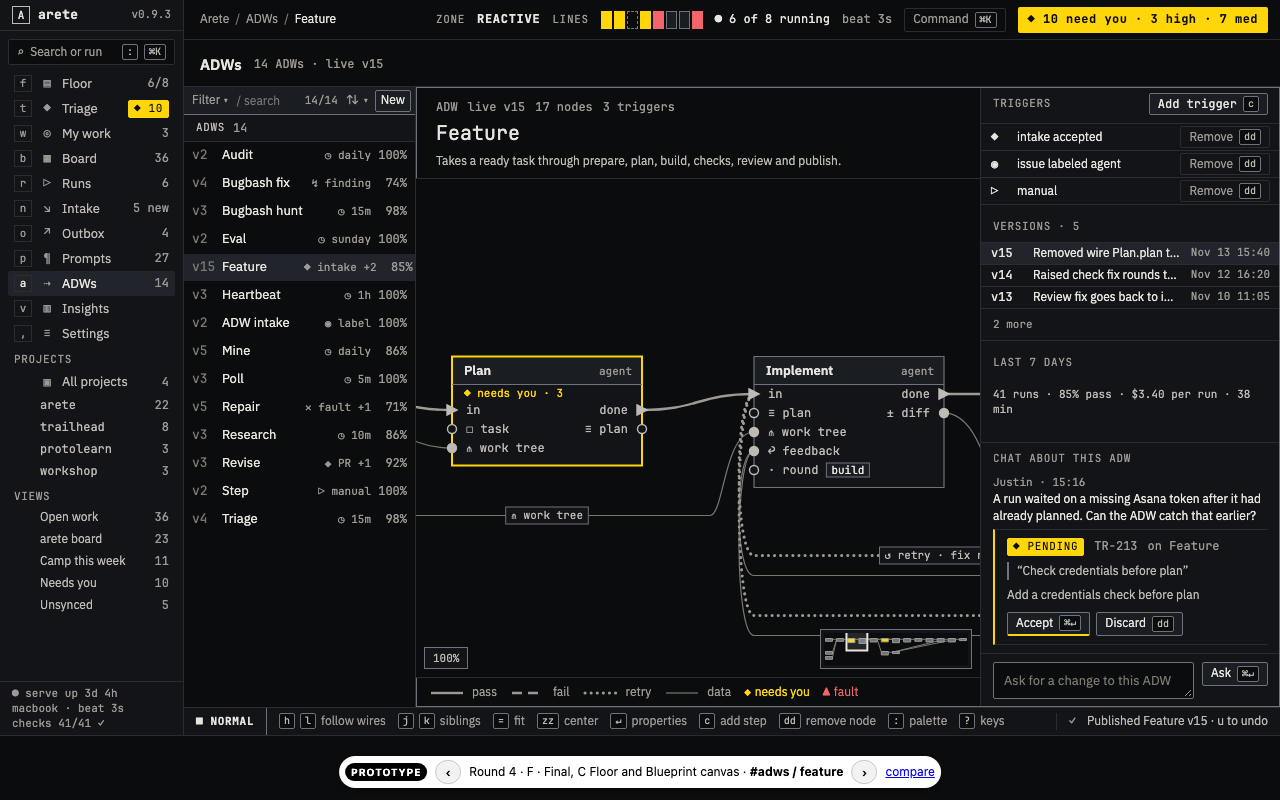 A arete v0.9.3
Search or run : ⌘K
f Floor 6/8
t Triage ◆ 10
w My work 3
b Board 36
r Runs 6
n Intake 5 new
o Outbox 4
p ¶ Prompts 27
a → ADWs 14
v Insights
, Settings
PROJECTS
All projects 4
arete 22
trailhead 8
protolearn 3
workshop 3
VIEWS
Open work 36
arete board 23
Camp this week 11
Needs you 10
Unsynced 5
● serve up 3d 4h
macbook · beat 3s
checks 41/41 ✓
Arete / ADWs / Feature
ZONE REACTIVE LINES
● 6 of 8 running beat 3s
Command ⌘K
◆ 10 need you · 3 high · 7 med
ADWs 14 ADWs · live v15
Filter ▾ / search 14/14 ⇅ ▾ New
ADWS 14
v2 Audit ◷ daily 100%
v4 Bugbash fix ↯ finding 74%
v3 Bugbash hunt ◷ 15m 98%
v2 Eval ◷ sunday 100%
v15 Feature ◆ intake +2 85%
v3 Heartbeat ◷ 1h 100%
v2 ADW intake ◉ label 100%
v5 Mine ◷ daily 86%
v3 Poll ◷ 5m 100%
v5 Repair ✕ fault +1 71%
v3 Research ◷ 10m 86%
v3 Revise ◆ PR +1 92%
v2 Step ▷ manual 100%
v4 Triage ◷ 15m 98%
ADW live v15 17 nodes 3 triggers
Feature
Takes a ready task through prepare, plan, build, checks, review and publish.
Plan agent
◆ needs you · 3
in done
□ task ≡ plan
⋔ work tree
Implement agent
in done
≡ plan ± diff
⋔ work tree
feedback
· round build
⋔ work tree
↺ retry · fix
100%
pass fail retry data ◆ needs you fault
TRIGGERS Add trigger c
◆ intake accepted Remove dd
◉ issue labeled agent Remove dd
▷ manual Remove dd
VERSIONS · 5
v15 Removed wire Plan.plan t… Nov 13 15:40
v14 Raised check fix rounds t… Nov 12 16:20
v13 Review fix goes back to i… Nov 10 11:05
2 more
LAST 7 DAYS
41 runs · 85% pass · $3.40 per run · 38
min
CHAT ABOUT THIS ADW
Justin · 15:16
A run waited on a missing Asana token after it had
already planned. Can the ADW catch that earlier?
◆ PENDING TR-213 on Feature
“Check credentials before plan”
Add a credentials check before plan
Accept ⌘↵ Discard dd
Ask for a change to this ADW Ask ⌘↵
■ NORMAL
h l follow wires j k siblings = fit zz center ↵ properties c add step dd remove node : palette ? keys
✓ Published Feature v15 · u to undo
PROTOTYPE ‹ Round 4 · F · Final, C Floor and Blueprint canvas · #adws / feature › compare